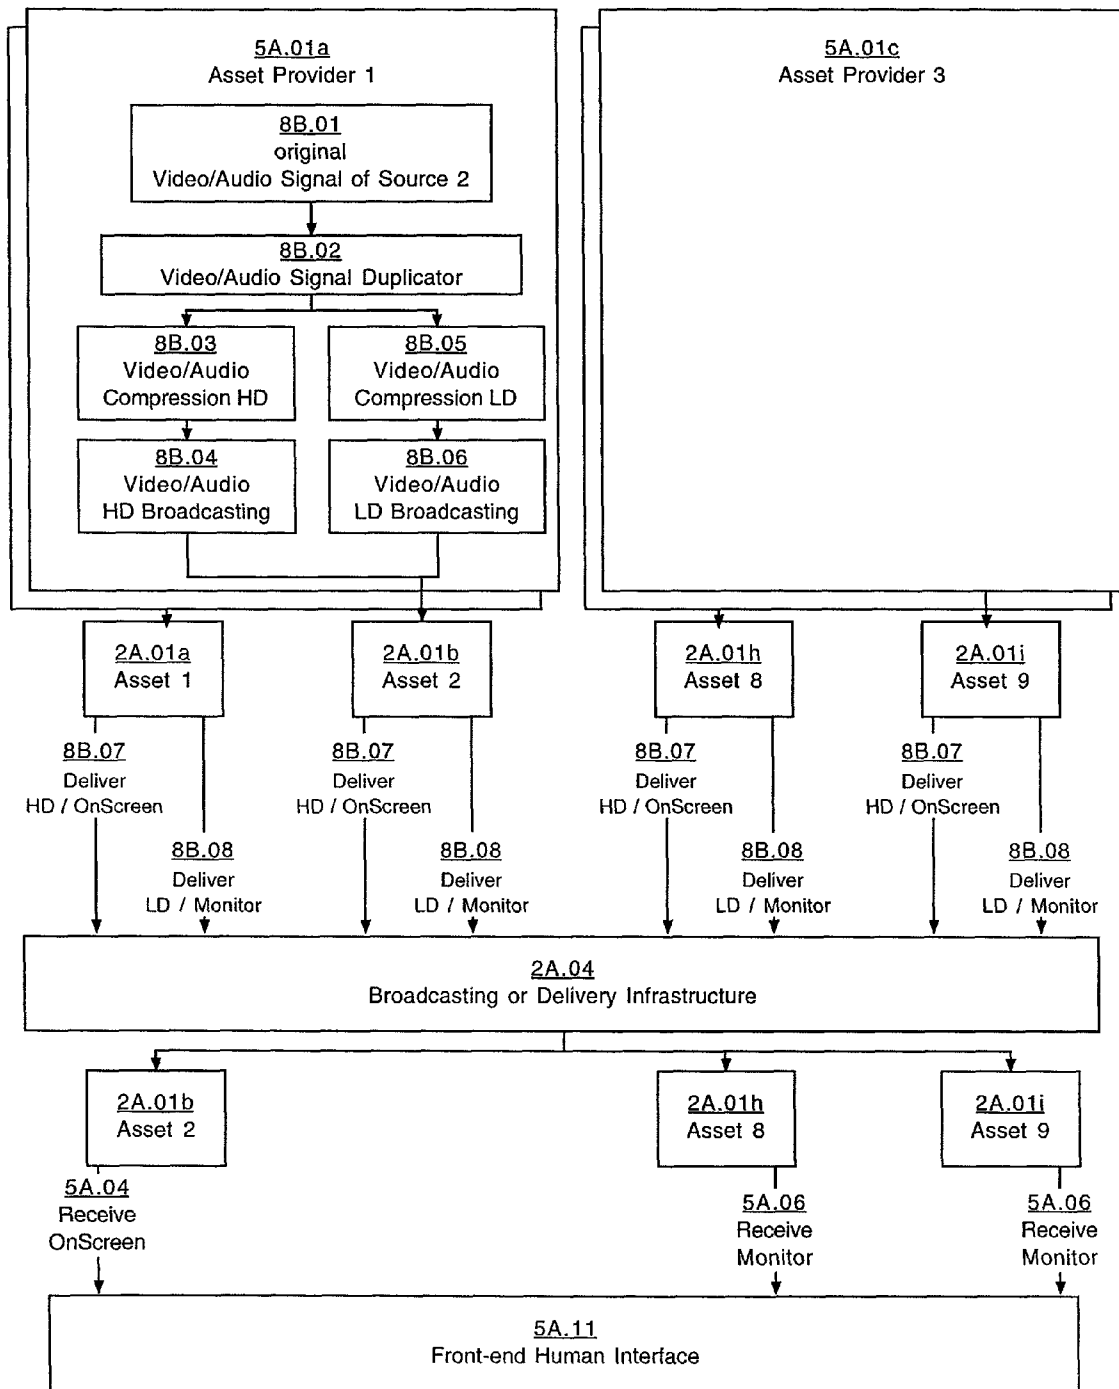 5A.01a
Asset Provider 1
5A.01c
Asset Provider 3
8B.01
original
Video/Audio Signal of Source 2
8B.02
Video/Audio Signal Duplicator
8B.03
Video/Audio
Compression HD
8B.05
Video/Audio
Compression LD
8B.04
Video/Audio
HD Broadcasting
8B.06
Video/Audio
LD Broadcasting
2A.01a
Asset 1
2A.01b
Asset 2
2A.01h
Asset 8
2A.01i
Asset 9
8B.07
Deliver
HD / OnScreen
8B.08
Deliver
LD / Monitor
8B.07
Deliver
HD / OnScreen
8B.08
Deliver
LD / Monitor
8B.07
Deliver
HD / OnScreen
8B.08
Deliver
LD / Monitor
8B.07
Deliver
HD / OnScreen
8B.08
Deliver
LD / Monitor
2A.04
Broadcasting or Delivery Infrastructure
2A.01b
Asset 2
2A.01h
Asset 8
2A.01i
Asset 9
5A.04
Receive
OnScreen
5A.06
Receive
Monitor
5A.06
Receive
Monitor
5A.11
Front-end Human Interface